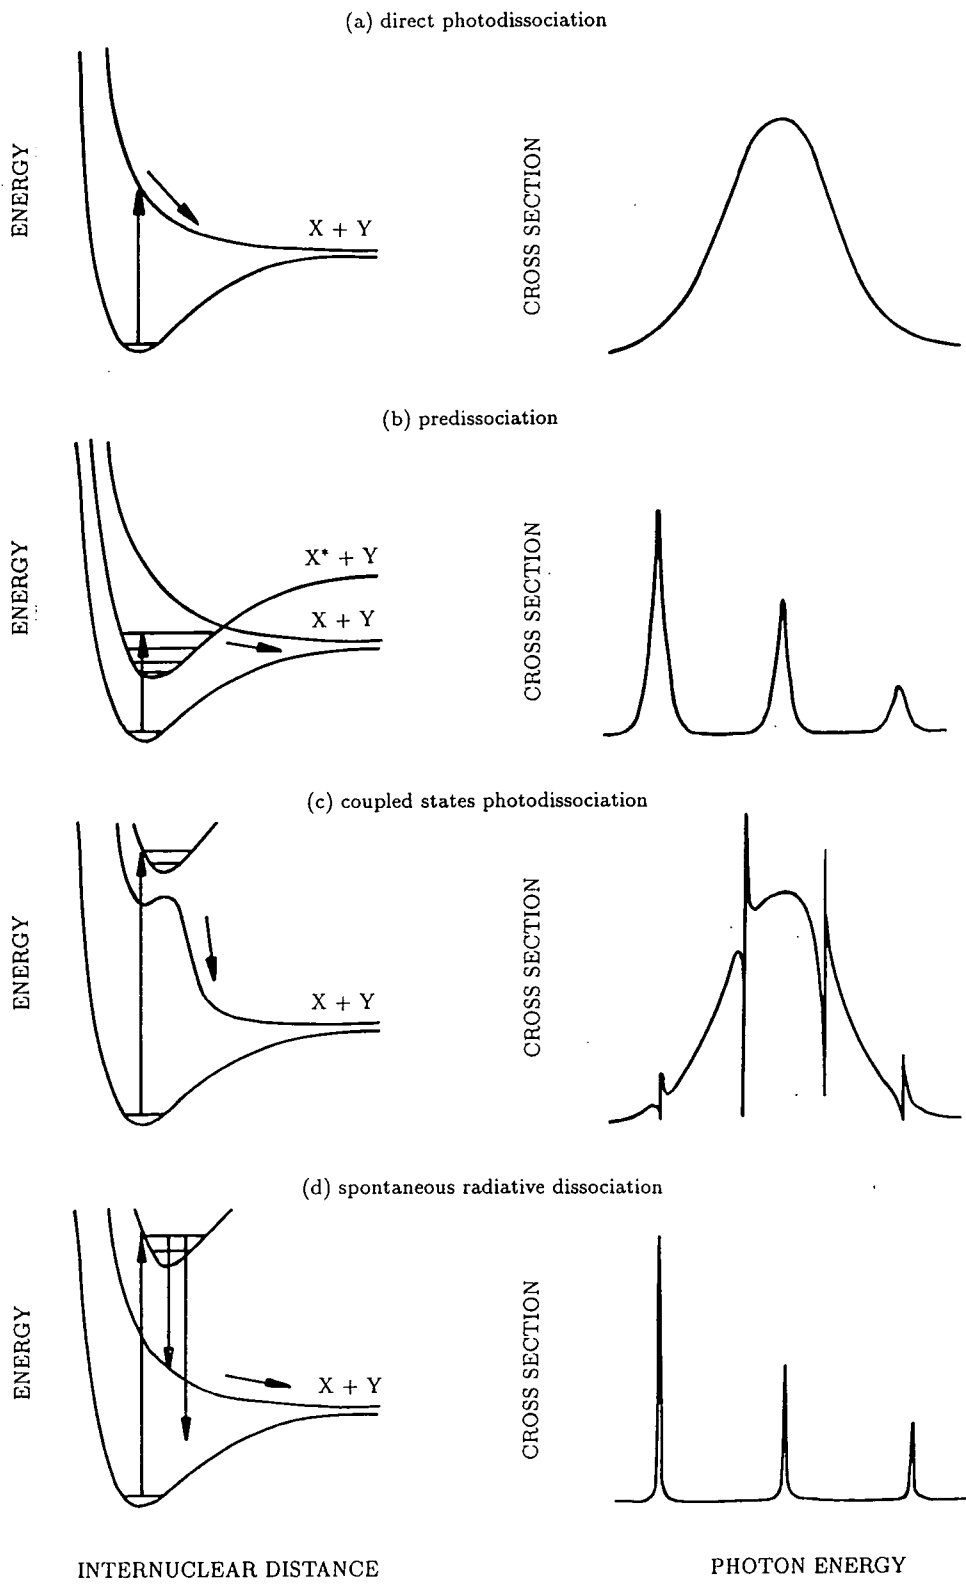 (a) direct photodissociation
ENERGY
X + Y
CROSS SECTION
(b) predissociation
ENERGY
X* + Y
X + Y
CROSS SECTION
(c) coupled states photodissociation
ENERGY
X + Y
CROSS SECTION
(d) spontaneous radiative dissociation
ENERGY
X + Y
CROSS SECTION
INTERNUCLEAR DISTANCE
PHOTON ENERGY